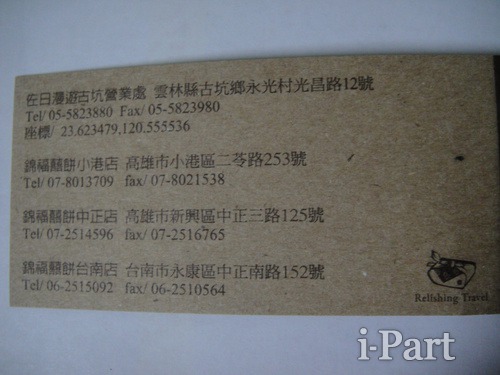 佐日灣遊古坑營業處 雲林縣古坑鄉永光村光昌路12號
Tel/ 05-5823880 Fax/ 05-5823980
座標/ 23.623479,120.555536
錦福囍餅小港店 高雄市小港區二苓路253號
Tel/ 07-8013709 fax/ 07-8021538
錦福囍餅中正店 高雄市新興區中正三路125號
Tel/ 07-2514596 fax/ 07-2516765
錦福囍餅台南店 台南市永康區中正南路152號
Tel/ 06-2515092 fax/ 06-2510564
Relishing Travel
i-Part